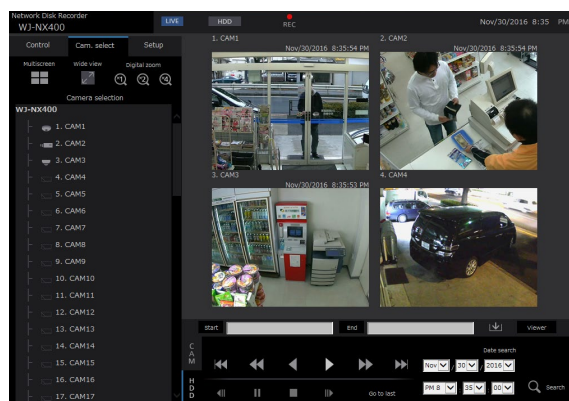 Network Disk Recorder
WJ-NX400
LIVE
HDD
REC
Nov/30/2016 8:35 PM
Control
Cam. select
Setup
Multiscreen
Wide view
Digital zoom
x1
x2
x4
Camera selection
WJ-NX400
1. CAM1
2. CAM2
3. CAM3
4. CAM4
5. CAM5
6. CAM6
7. CAM7
8. CAM8
9. CAM9
10. CAM10
11. CAM11
12. CAM12
13. CAM13
14. CAM14
15. CAM15
16. CAM16
17. CAM17
1. CAM1
Nov/30/2016 8:35:54 PM
2. CAM2
Nov/30/2016 8:35:54 PM
3. CAM3
Nov/30/2016 8:35:53 PM
4. CAM4
Start
End
viewer
CAM
HDD
Go to last
Date search
Nov / 30 / 2016
PM 8 : 35 : 00
Search